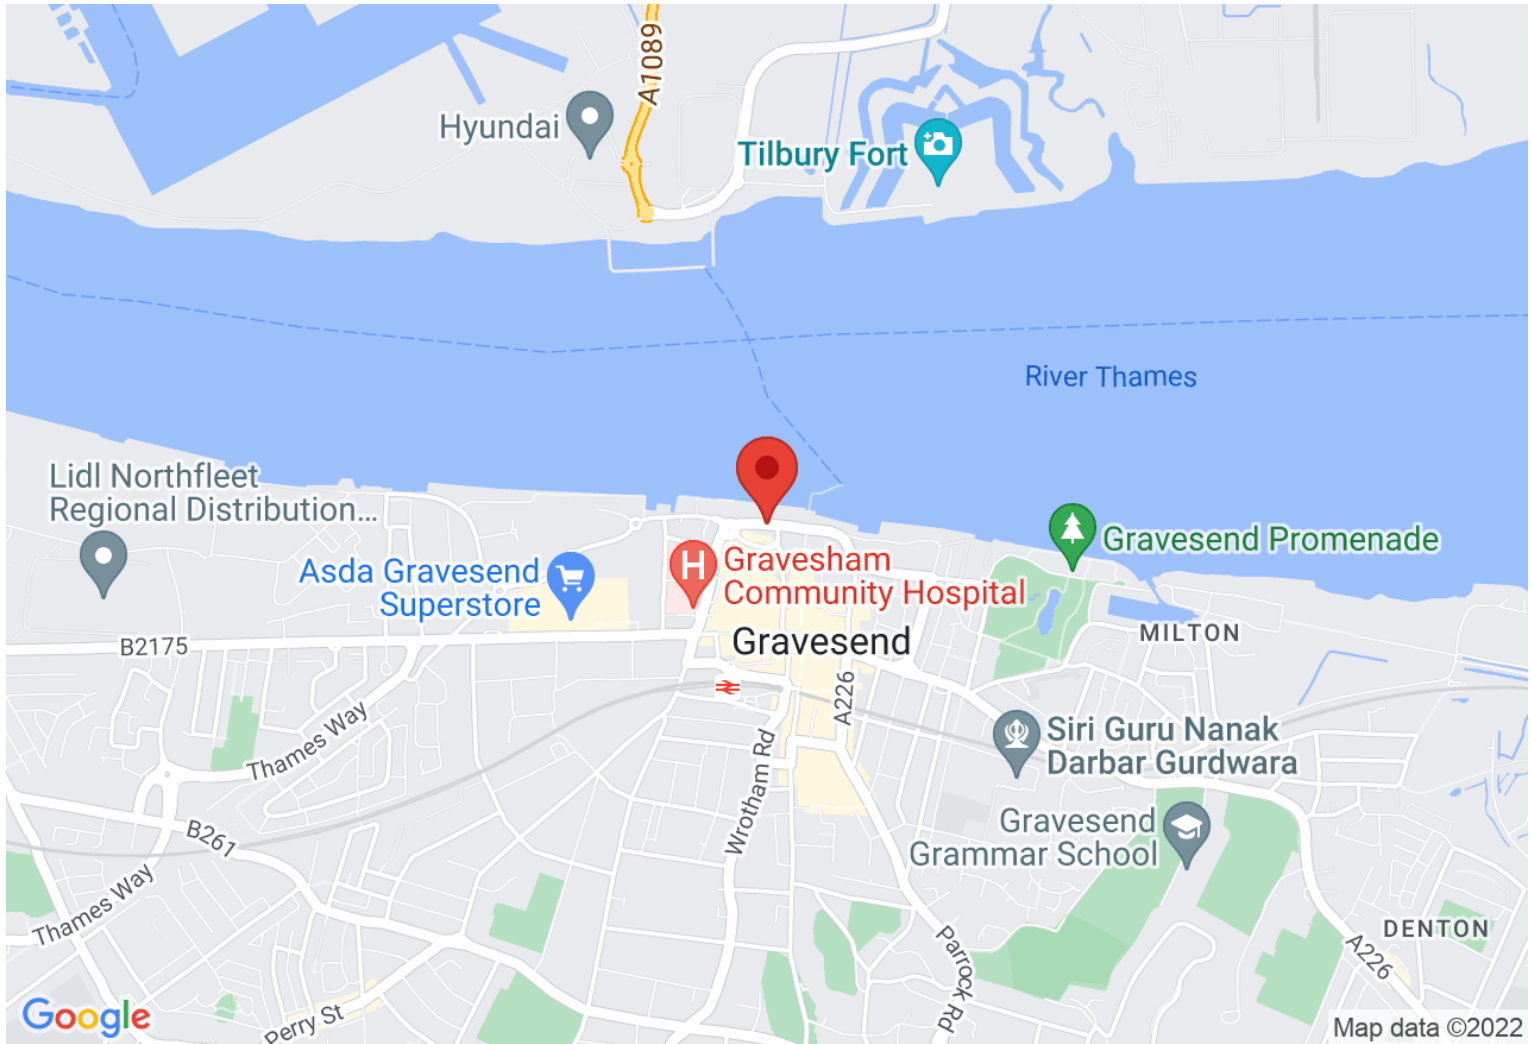 A1089
Hyundai
Tilbury Fort
River Thames
Lidl Northfleet
Regional Distribution...
Gravesend Promenade
Asda Gravesend
Superstore
H
Gravesham
Community Hospital
B2175
Gravesend
MILTON
A226
Thames Way
Siri Guru Nanak
Darbar Gurdwara
Wrotham Rd
B261
Gravesend
Grammar School
Thames Way
DENTON
Parrock Rd
A226
Google
Perry St
Map data ©2022